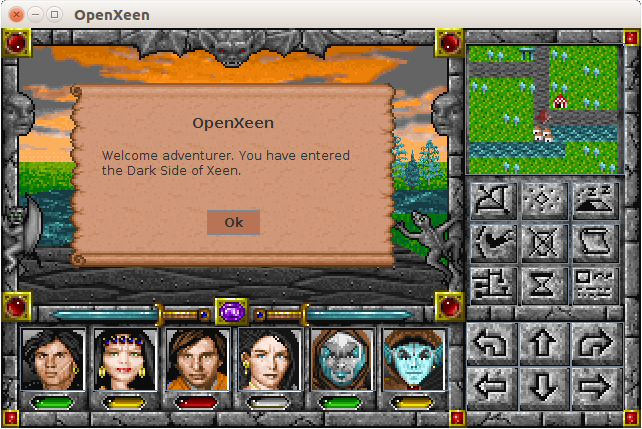 OpenXeen
OpenXeen
Welcome adventurer. You have entered
the Dark Side of Xeen.
Ok